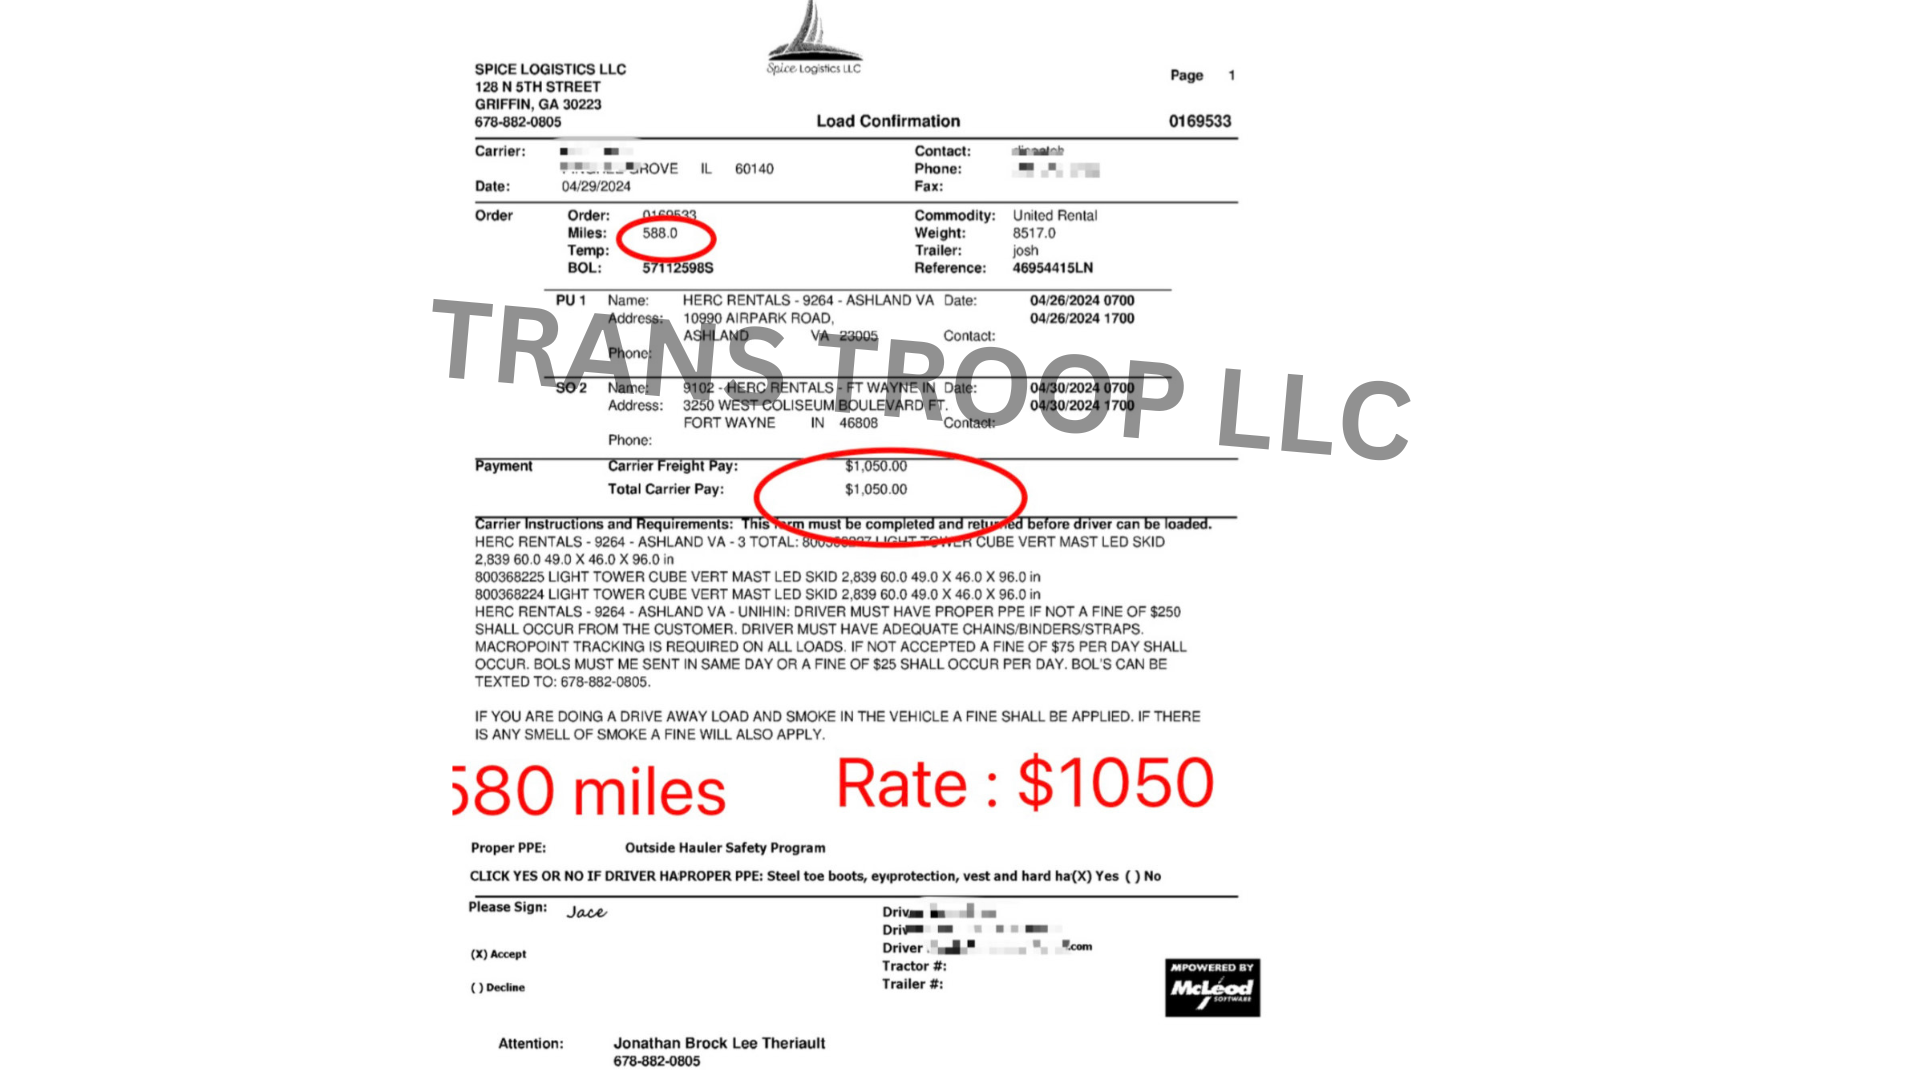 Spice Logistics LLC
SPICE LOGISTICS LLC
128 N 5TH STREET
GRIFFIN, GA 30223
678-882-0805
Page 1
Load Confirmation
0169533
Carrier:
GROVE IL 60140
Date: 04/29/2024
Contact: dispatch
Phone:
Fax:
Order
Order: 0169533
Miles: 588.0
Temp:
BOL: 57112598S
Commodity: United Rental
Weight: 8517.0
Trailer: josh
Reference: 46954415LN
PU 1 Name: HERC RENTALS - 9264 - ASHLAND VA Date: 04/26/2024 0700
Address: 10990 AIRPARK ROAD, 04/26/2024 1700
ASHLAND VA 23005 Contact:
Phone:
TRANS TROOP LLC
SO 2 Name: 9102 - HERC RENTALS - FT WAYNE IN Date: 04/30/2024 0700
Address: 3250 WEST COLISEUM BOULEVARD FT. 04/30/2024 1700
FORT WAYNE IN 46808 Contact:
Phone:
Payment Carrier Freight Pay: $1,050.00
Total Carrier Pay: $1,050.00
Carrier Instructions and Requirements: This form must be completed and returned before driver can be loaded.
HERC RENTALS - 9264 - ASHLAND VA - 3 TOTAL: LIGHT TOWER CUBE VERT MAST LED SKID
2,839 60.0 49.0 X 46.0 X 96.0 in
800368225 LIGHT TOWER CUBE VERT MAST LED SKID 2,839 60.0 49.0 X 46.0 X 96.0 in
800368224 LIGHT TOWER CUBE VERT MAST LED SKID 2,839 60.0 49.0 X 46.0 X 96.0 in
HERC RENTALS - 9264 - ASHLAND VA - UNIHIN: DRIVER MUST HAVE PROPER PPE IF NOT A FINE OF $250
SHALL OCCUR FROM THE CUSTOMER. DRIVER MUST HAVE ADEQUATE CHAINS/BINDERS/STRAPS.
MACROPOINT TRACKING IS REQUIRED ON ALL LOADS. IF NOT ACCEPTED A FINE OF $75 PER DAY SHALL
OCCUR. BOLS MUST ME SENT IN SAME DAY OR A FINE OF $25 SHALL OCCUR PER DAY. BOL'S CAN BE
TEXTED TO: 678-882-0805.
IF YOU ARE DOING A DRIVE AWAY LOAD AND SMOKE IN THE VEHICLE A FINE SHALL BE APPLIED. IF THERE
IS ANY SMELL OF SMOKE A FINE WILL ALSO APPLY.
580 miles Rate : $1050
Proper PPE: Outside Hauler Safety Program
CLICK YES OR NO IF DRIVER HAPROPER PPE: Steel toe boots, eyeprotection, vest and hard hat(X) Yes ( ) No
Please Sign: Jace
(X) Accept
( ) Decline
Driv
Driv
Driver .com
Tractor #:
Trailer #:
MPOWERED BY
McLeod
SOFTWARE
Attention: Jonathan Brock Lee Theriault
678-882-0805